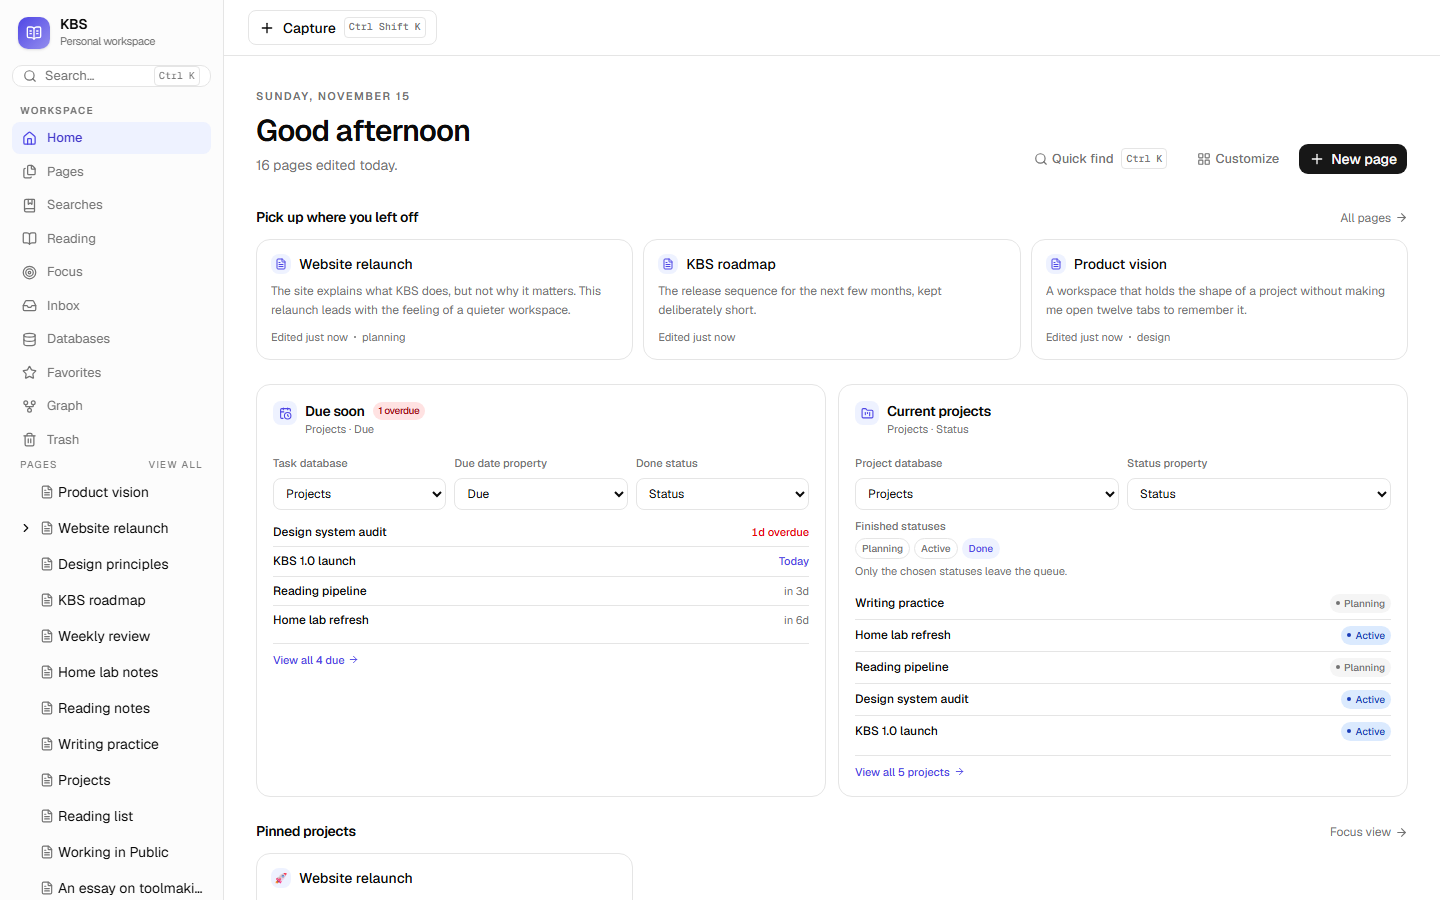 KBS
Personal workspace
Search... Ctrl K
WORKSPACE
Home
Pages
Searches
Reading
Focus
Inbox
Databases
Favorites
Graph
Trash
PAGES VIEW ALL
Product vision
Website relaunch
Design principles
KBS roadmap
Weekly review
Home lab notes
Reading notes
Writing practice
Projects
Reading list
Working in Public
An essay on toolmaki...
Capture Ctrl Shift K
SUNDAY, NOVEMBER 15
Good afternoon
16 pages edited today.
Quick find Ctrl K
Customize
New page
Pick up where you left off
All pages
Website relaunch
The site explains what KBS does, but not why it matters. This
relaunch leads with the feeling of a quieter workspace.
Edited just now · planning
KBS roadmap
The release sequence for the next few months, kept
deliberately short.
Edited just now
Product vision
A workspace that holds the shape of a project without making
me open twelve tabs to remember it.
Edited just now · design
Due soon 1 overdue
Projects · Due
Task database Due date property Done status
Projects Due Status
Design system audit 1d overdue
KBS 1.0 launch Today
Reading pipeline in 3d
Home lab refresh in 6d
View all 4 due
Current projects
Projects · Status
Project database Status property
Projects Status
Finished statuses
Planning Active Done
Only the chosen statuses leave the queue.
Writing practice Planning
Home lab refresh Active
Reading pipeline Planning
Design system audit Active
KBS 1.0 launch Active
View all 5 projects
Pinned projects
Focus view
Website relaunch